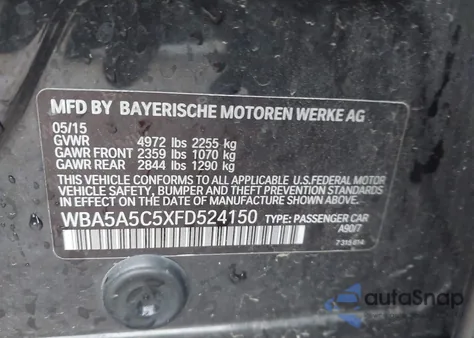 MFD BY BAYERISCHE MOTOREN WERKE AG
05/15
GVWR 4972 lbs 2255 kg
GAWR FRONT 2359 lbs 1070 kg
GAWR REAR 2844 lbs 1290 kg
THIS VEHICLE CONFORMS TO ALL APPLICABLE U.S.FEDERAL MOTOR
VEHICLE SAFETY, BUMPER AND THEFT PREVENTION STANDARDS
IN EFFECT ON THE DATE OF MANUFACTURE SHOWN ABOVE.
WBA5A5C5XFD524150 TYPE: PASSENGER CAR
A90/7
autoSnap